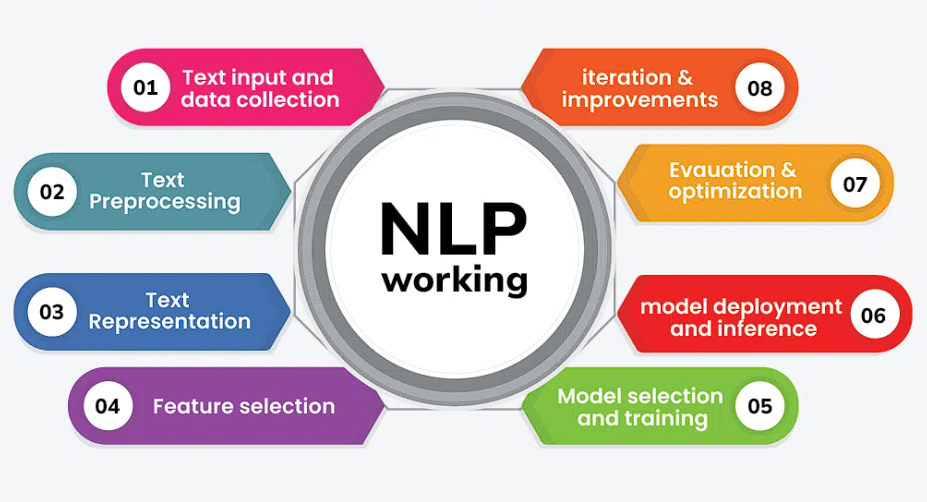 01
Text input and
data collection
02
Text
Preprocessing
03
Text
Representation
04
Feature selection
NLP
working
iteration &
improvements
08
Evauation &
optimization
07
model deployment
and inference
06
Model selection
and training
05